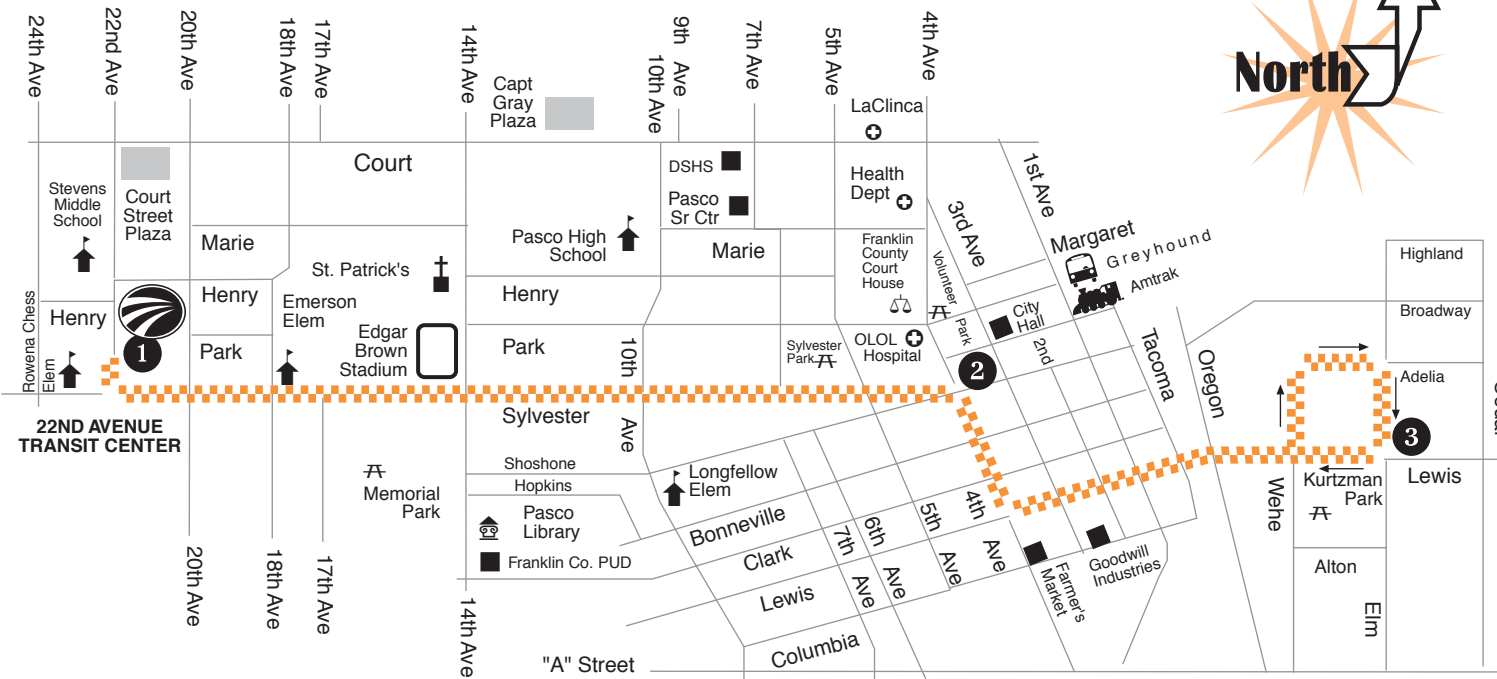 24th Ave
22nd Ave
20th Ave
18th Ave
17th Ave
14th Ave
9th Ave
10th Ave
7th Ave
5th Ave
4th Ave
North
Capt
Gray
Plaza
LaClinca
Court
DSHS
Health
Dept
1st Ave
Stevens
Middle
School
Court
Street
Plaza
Pasco
Sr Ctr
3rd Ave
Marie
Pasco High
School
Marie
Franklin
County
Court
House
Volunteer
Park
Margaret
Greyhound
Amtrak
Highland
St. Patrick's
Henry
Henry
Henry
Emerson
Elem
City
Hall
Broadway
Rowena Chess
Elem
1
Park
Edgar
Brown
Stadium
Park
10th
Ave
Sylvester
Park
OLOL
Hospital
2nd
Tacoma
Oregon
2
Adelia
22ND AVENUE
TRANSIT CENTER
Sylvester
3
Shoshone
Hopkins
Longfellow
Elem
Memorial
Park
Pasco
Library
Franklin Co. PUD
Bonneville
Clark
Lewis
Columbia
7th
Ave
6th
Ave
5th
Ave
4th
Ave
Wehe
Kurtzman
Park
Lewis
Farmer's
Market
Goodwill
Industries
Alton
Elm
20th Ave
18th Ave
17th Ave
14th Ave
"A" Street